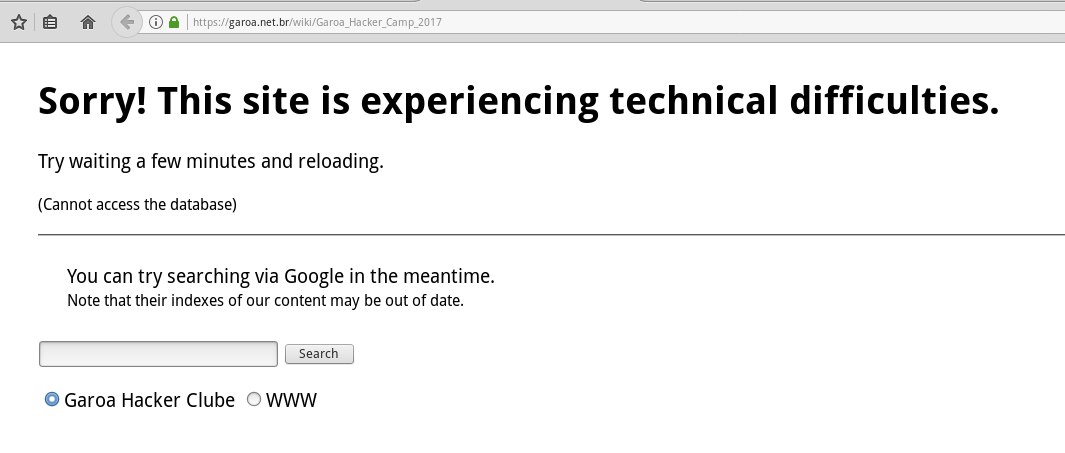 https://garoa.net.br/wiki/Garoa_Hacker_Camp_2017
Sorry! This site is experiencing technical difficulties.
Try waiting a few minutes and reloading.
(Cannot access the database)
You can try searching via Google in the meantime.
Note that their indexes of our content may be out of date.
Search
Garoa Hacker Clube WWW